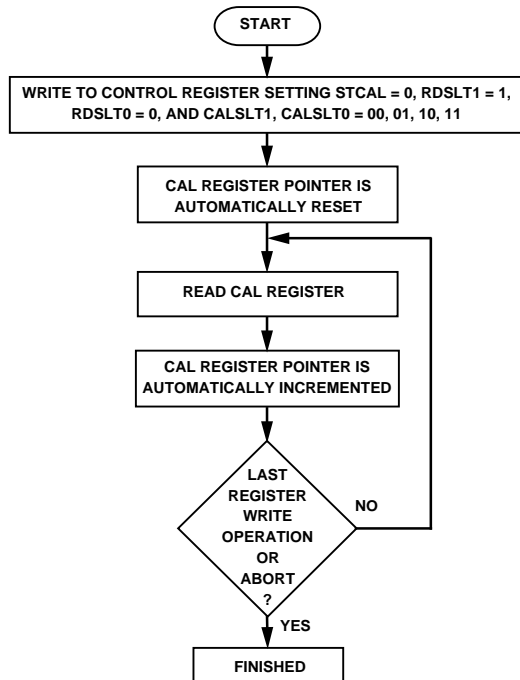 START
WRITE TO CONTROL REGISTER SETTING STCAL = 0, RDSLT1 = 1,
RDSLT0 = 0, AND CALSLT1, CALSLT0 = 00, 01, 10, 11
CAL REGISTER POINTER IS
AUTOMATICALLY RESET
READ CAL REGISTER
CAL REGISTER POINTER IS
AUTOMATICALLY INCREMENTED
LAST
REGISTER
WRITE
OPERATION
OR
ABORT
?
NO
YES
FINISHED